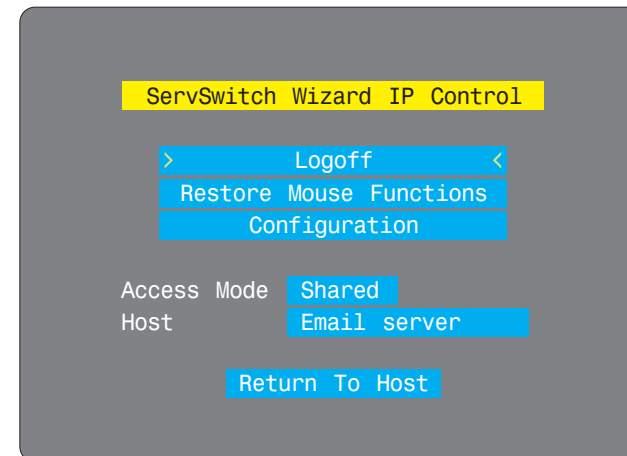 ServSwitch Wizard IP Control
> Logoff <
Restore Mouse Functions
Configuration
Access Mode Shared
Host Email server
Return To Host